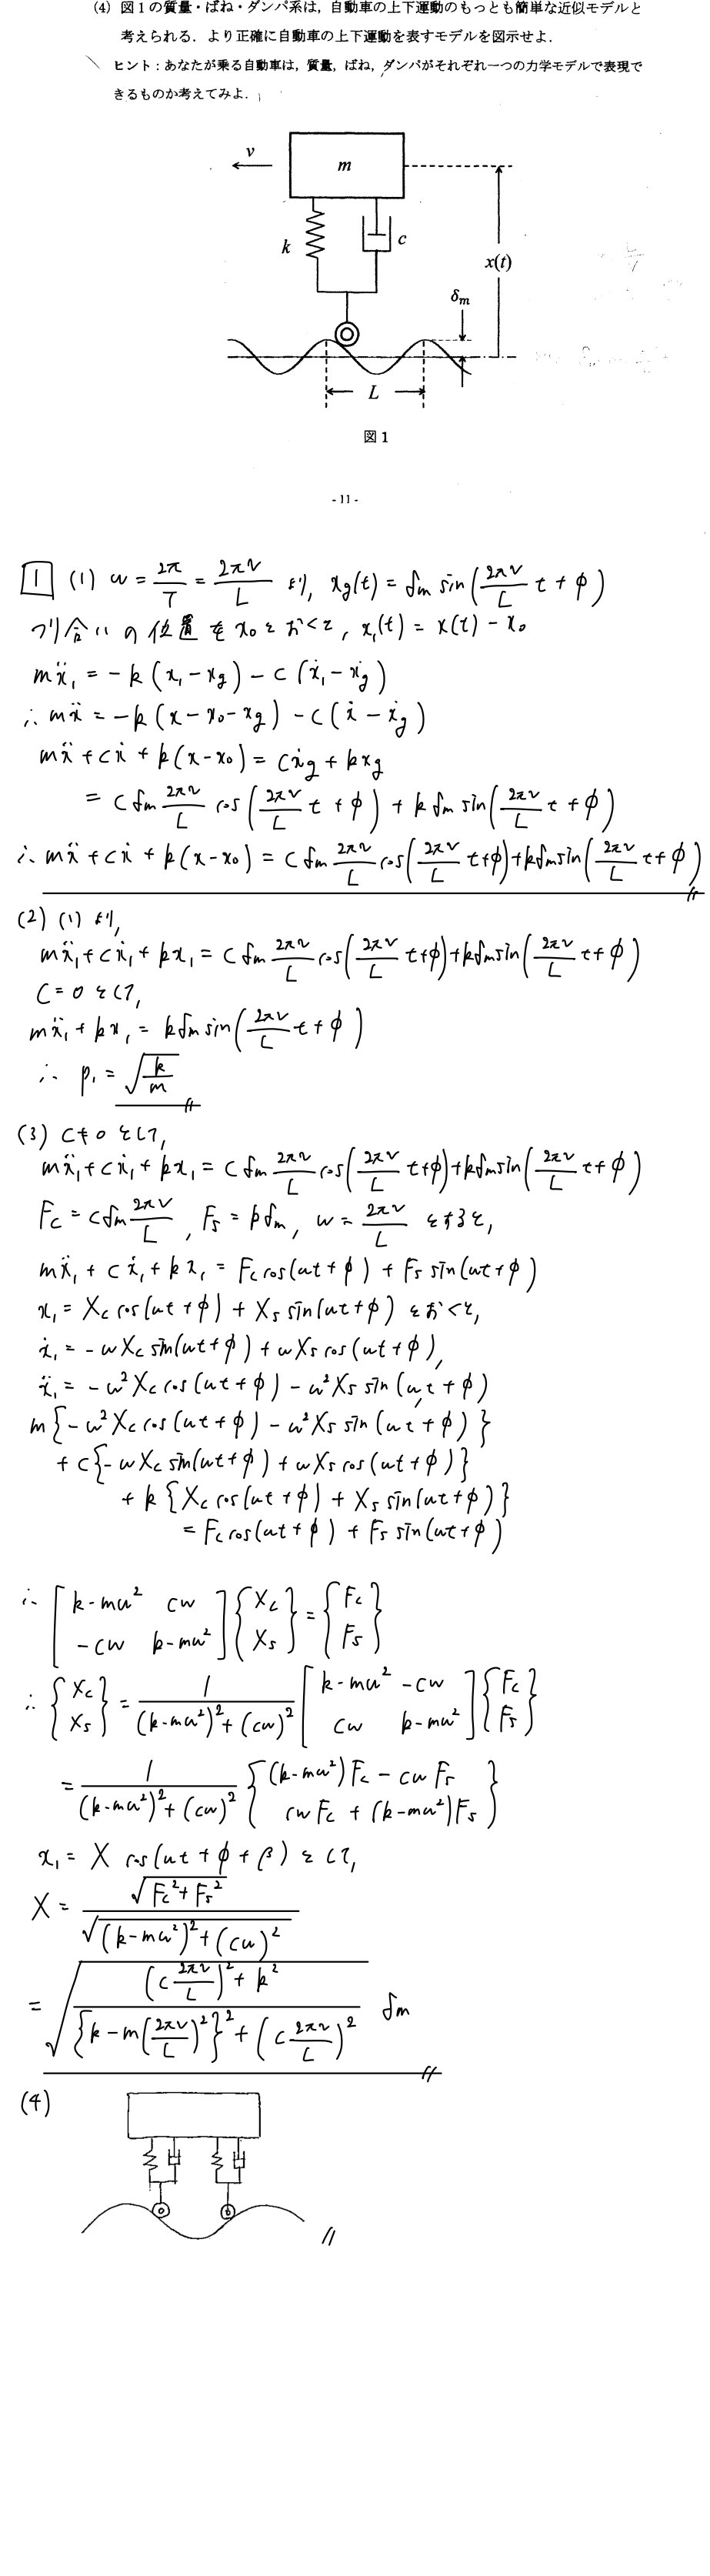 (4) 図1の質量・ばね・ダンパ系は，自動車の上下運動のもっとも簡単な近似モデルと
考えられる．より正確に自動車の上下運動を表すモデルを図示せよ．
ヒント：あなたが乗る自動車は，質量，ばね，ダンパがそれぞれ一つの力学モデルで表現で
きるものか考えてみよ．
v
m
k
c
x(t)
δm
L
図1
- 11 -
1 (1) ω = 2π/T = 2πv/L より, xg(t) = δm sin(2πv/L t + φ)
つり合いの位置をx₀とおくと, x₁(t) = x(t) - x₀
mẍ₁ = -k(x₁ - xg) - c(ẋ₁ - ẋg)
∴ mẍ = -k(x - x₀ - xg) - c(ẋ - ẋg)
mẍ + cẋ + k(x - x₀) = cẋg + kxg
= cδm 2πv/L cos(2πv/L t + φ) + kδm sin(2πv/L t + φ)
∴ mẍ + cẋ + k(x - x₀) = cδm 2πv/L cos(2πv/L t + φ) + kδm sin(2πv/L t + φ)
(2) (1)より,
mẍ₁ + cẋ₁ + kx₁ = cδm 2πv/L cos(2πv/L t + φ) + kδm sin(2πv/L t + φ)
C = 0 として,
mẍ₁ + kx₁ = kδm sin(2πv/L t + φ)
∴ p₁ = √(k/m)
(3) C ≠ 0 として,
mẍ₁ + cẋ₁ + kx₁ = cδm 2πv/L cos(2πv/L t + φ) + kδm sin(2πv/L t + φ)
Fc = cδm 2πv/L, Fs = kδm, ω = 2πv/L とすると,
mẍ₁ + cẋ₁ + kx₁ = Fc cos(ωt + φ) + Fs sin(ωt + φ)
x₁ = Xc cos(ωt + φ) + Xs sin(ωt + φ) とおくと,
ẋ₁ = -ωXc sin(ωt + φ) + ωXs cos(ωt + φ),
ẍ₁ = -ω²Xc cos(ωt + φ) - ω²Xs sin(ωt + φ)
m{-ω²Xc cos(ωt + φ) - ω²Xs sin(ωt + φ)}
+ c{-ωXc sin(ωt + φ) + ωXs cos(ωt + φ)}
+ k{Xc cos(ωt + φ) + Xs sin(ωt + φ)}
= Fc cos(ωt + φ) + Fs sin(ωt + φ)
∴ [k - mω² cω; -cω k - mω²]{Xc; Xs} = {Fc; Fs}
∴ {Xc; Xs} = 1/((k - mω²)² + (cω)²) [k - mω² -cω; cω k - mω²]{Fc; Fs}
= 1/((k - mω²)² + (cω)²) {(k - mω²)Fc - cωFs; cωFc + (k - mω²)Fs}
x₁ = X cos(ωt + φ + β) として,
X = √(Fc² + Fs²)/√((k - mω²)² + (cω)²)
= √(((c 2πv/L)² + k²)/({k - m(2πv/L)²}² + (c 2πv/L)²)) δm
(4)